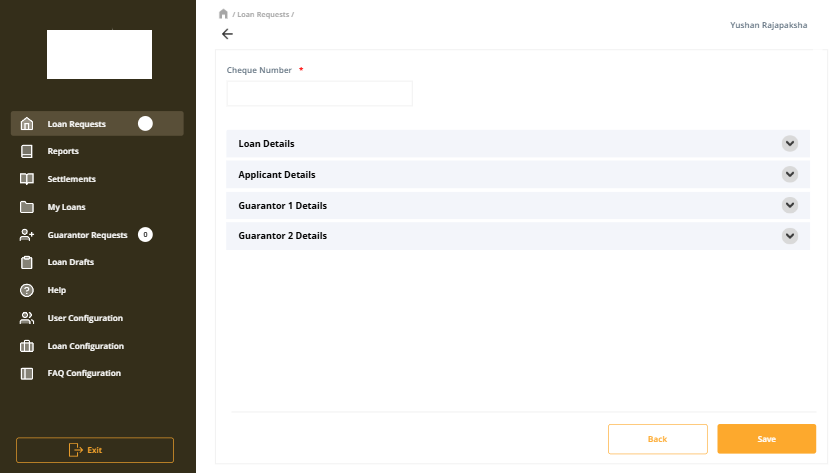 / Loan Requests /
Yushan Rajapaksha
Loan Requests
Reports
Settlements
My Loans
Guarantor Requests 0
Loan Drafts
Help
User Configuration
Loan Configuration
FAQ Configuration
Exit
Cheque Number *
Loan Details
Applicant Details
Guarantor 1 Details
Guarantor 2 Details
Back
Save